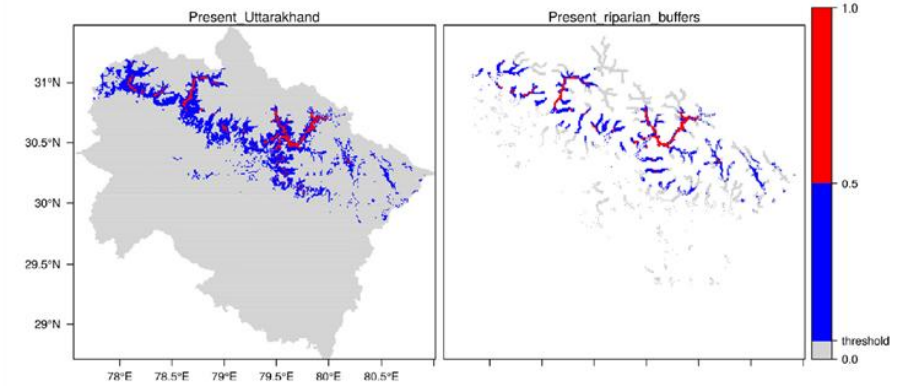 Present_Uttarakhand
Present_riparian_buffers
1.0
31°N
30.5°N
0.5
30°N
29.5°N
29°N
threshold
0.0
78°E 78.5°E 79°E 79.5°E 80°E 80.5°E